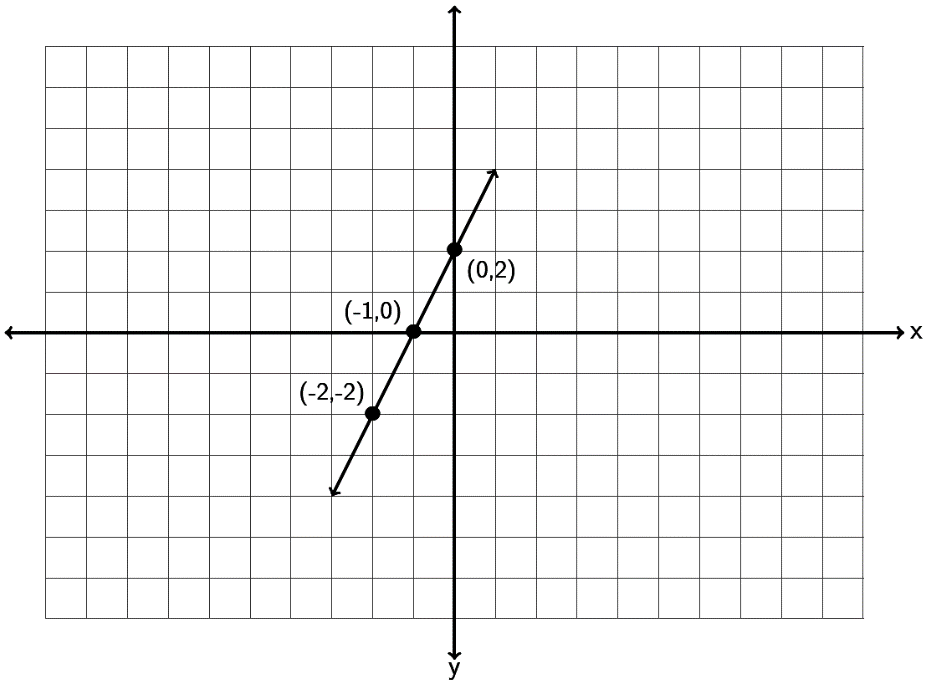 (0,2)
(-1,0)
x
(-2,-2)
y